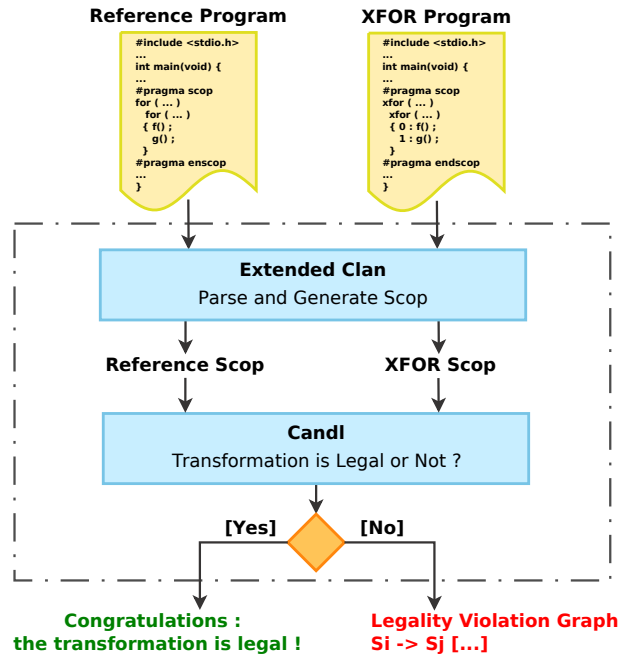 Reference Program
XFOR Program
#include <stdio.h>
...
int main(void) {
...
#pragma scop
for ( ... )
for ( ... )
{ f() ;
g() ;
}
#pragma enscop
...
}
#include <stdio.h>
...
int main(void) {
...
#pragma scop
xfor ( ... )
xfor ( ... )
{ 0 : f() ;
1 : g() ;
}
#pragma endscop
...
}
Extended Clan
Parse and Generate Scop
Reference Scop
XFOR Scop
Candl
Transformation is Legal or Not ?
[Yes]
[No]
Congratulations :
the transformation is legal !
Legality Violation Graph
Si -> Sj [...]